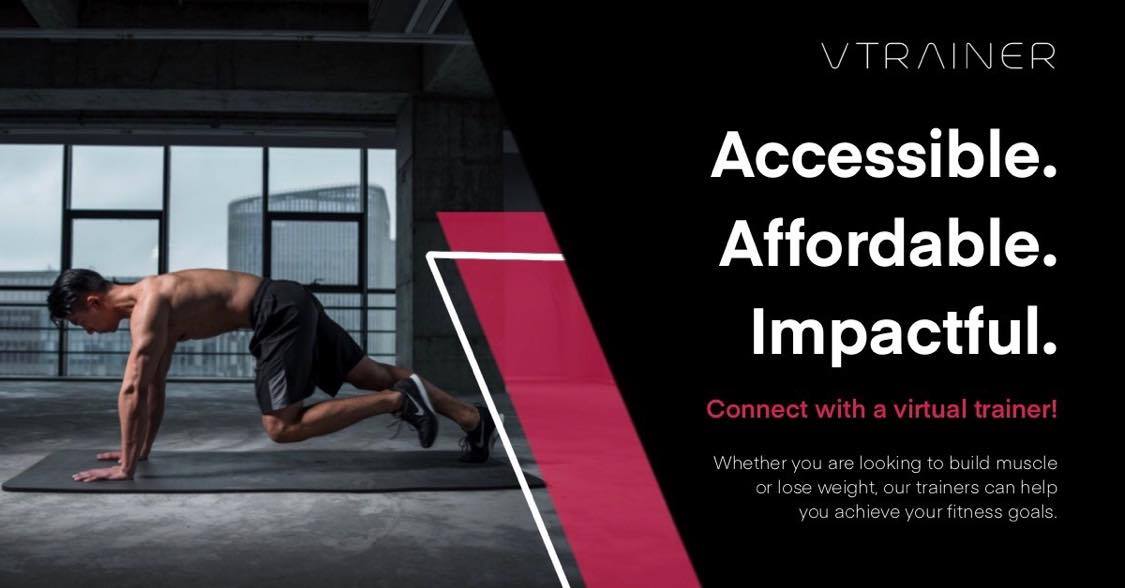 VTRAINER
Accessible.
Affordable.
Impactful.
Connect with a virtual trainer!
Whether you are looking to build muscle
or lose weight, our trainers can help
you achieve your fitness goals.